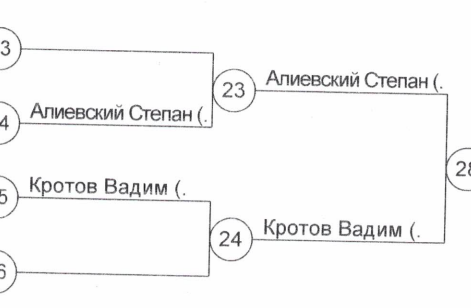 3
23
Алиевский Степан (.
4
Алиевский Степан (.
28
5
Кротов Вадим (.
24
Кротов Вадим (.
6